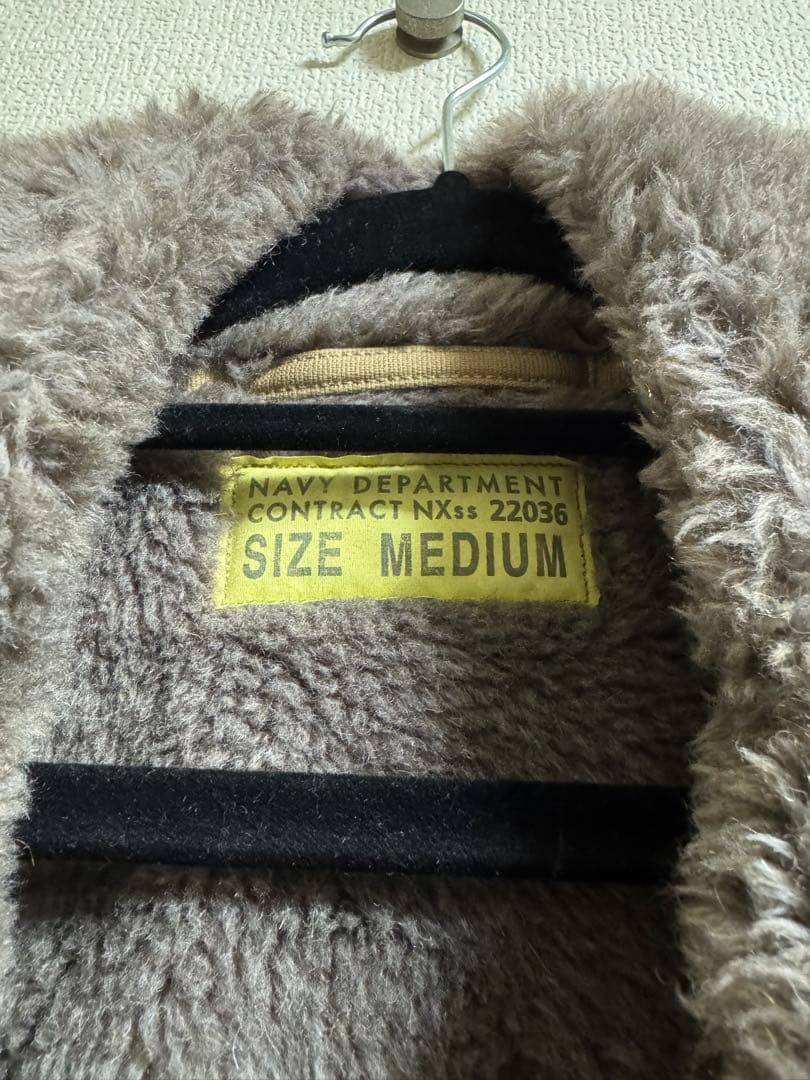 NAVY DEPARTMENT
CONTRACT NXss 22036
SIZE MEDIUM